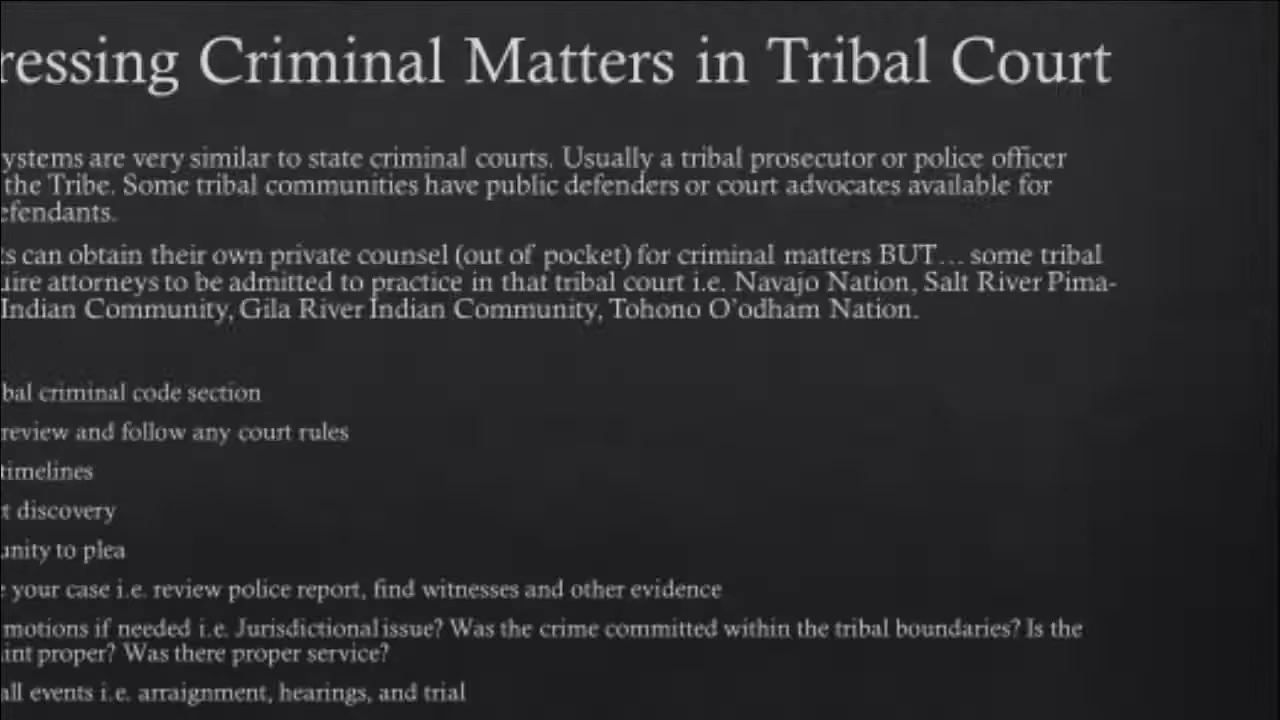 ressing Criminal Matters in Tribal Court
ystems are very similar to state criminal courts. Usually a tribal prosecutor or police officer
the Tribe. Some tribal communities have public defenders or court advocates available for
efendants.
ts can obtain their own private counsel (out of pocket) for criminal matters BUT... some tribal
uire attorneys to be admitted to practice in that tribal court i.e. Navajo Nation, Salt River Pima-
Indian Community, Gila River Indian Community, Tohono O'odham Nation.
bal criminal code section
review and follow any court rules
timelines
t discovery
unity to plea
e your case i.e. review police report, find witnesses and other evidence
motions if needed i.e. Jurisdictional issue? Was the crime committed within the tribal boundaries? Is the
int proper? Was there proper service?
all events i.e. arraignment, hearings, and trial